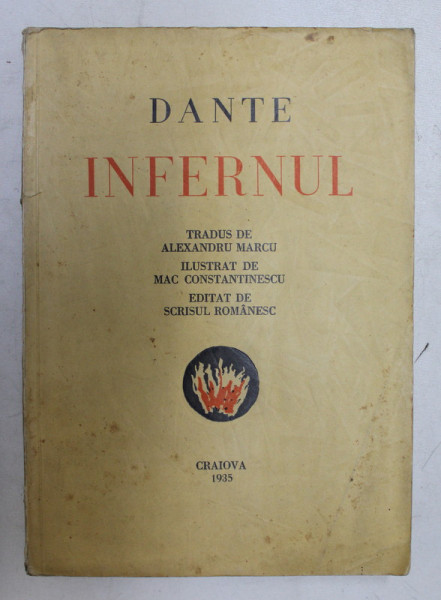 DANTE
INFERNUL
TRADUS DE
ALEXANDRU MARCU
ILUSTRAT DE
MAC CONSTANTINESCU
EDITAT DE
SCRISUL ROMÂNESC
CRAIOVA
1935